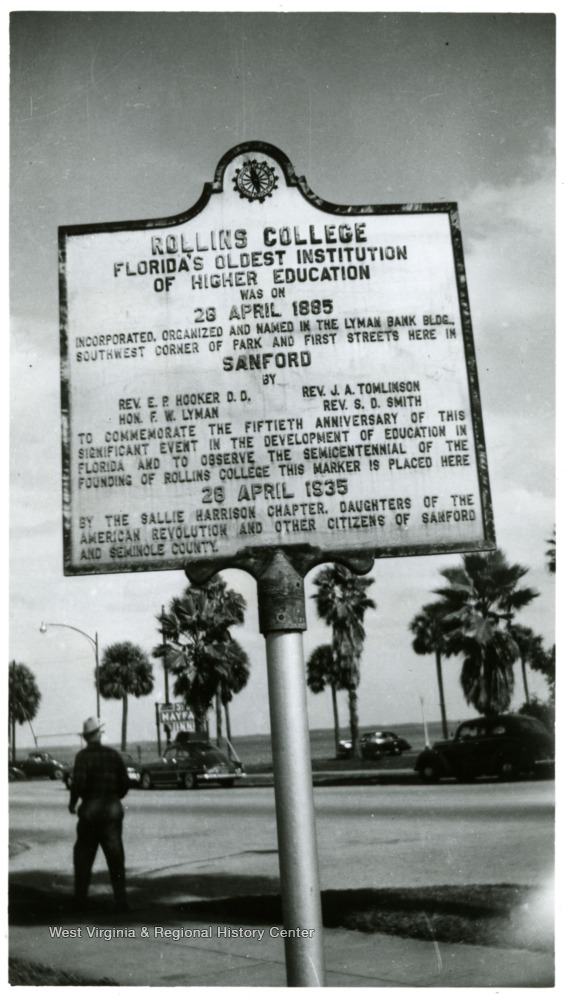 ROLLINS COLLEGE
FLORIDA'S OLDEST INSTITUTION
OF HIGHER EDUCATION
WAS ON
28 APRIL 1885
INCORPORATED, ORGANIZED AND NAMED IN THE LYMAN BANK BLDG.,
SOUTHWEST CORNER OF PARK AND FIRST STREETS HERE IN
SANFORD
BY
REV. E. P. HOOKER D. D. REV. J. A. TOMLINSON
HON. F. W. LYMAN REV. S. D. SMITH
TO COMMEMORATE THE FIFTIETH ANNIVERSARY OF THIS
SIGNIFICANT EVENT IN THE DEVELOPMENT OF EDUCATION IN
FLORIDA AND TO OBSERVE THE SEMICENTENNIAL OF THE
FOUNDING OF ROLLINS COLLEGE THIS MARKER IS PLACED HERE
28 APRIL 1935
BY THE SALLIE HARRISON CHAPTER, DAUGHTERS OF THE
AMERICAN REVOLUTION AND OTHER CITIZENS OF SANFORD
AND SEMINOLE COUNTY.
West Virginia & Regional History Center